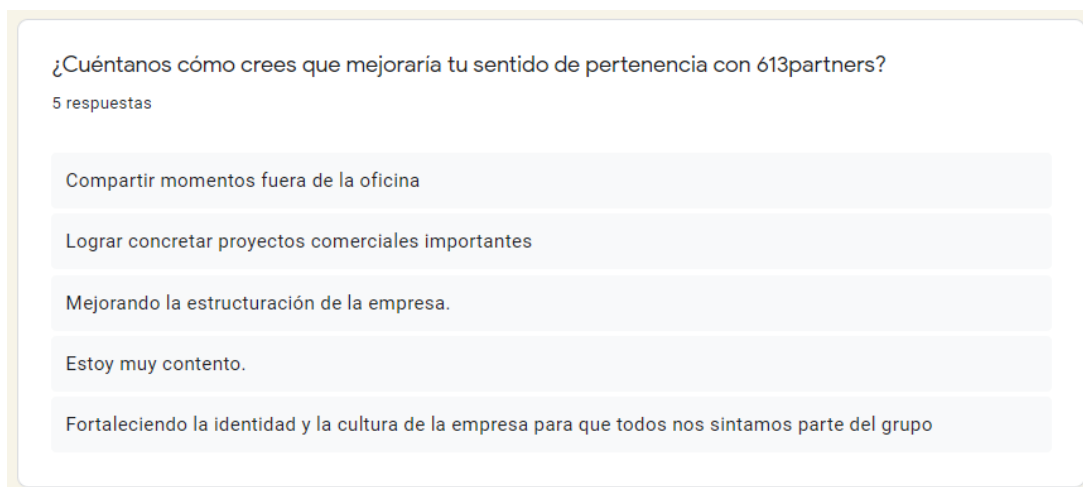 ¿Cuéntanos cómo crees que mejoraría tu sentido de pertenencia con 613partners?
5 respuestas
Compartir momentos fuera de la oficina
Lograr concretar proyectos comerciales importantes
Mejorando la estructuración de la empresa.
Estoy muy contento.
Fortaleciendo la identidad y la cultura de la empresa para que todos nos sintamos parte del grupo